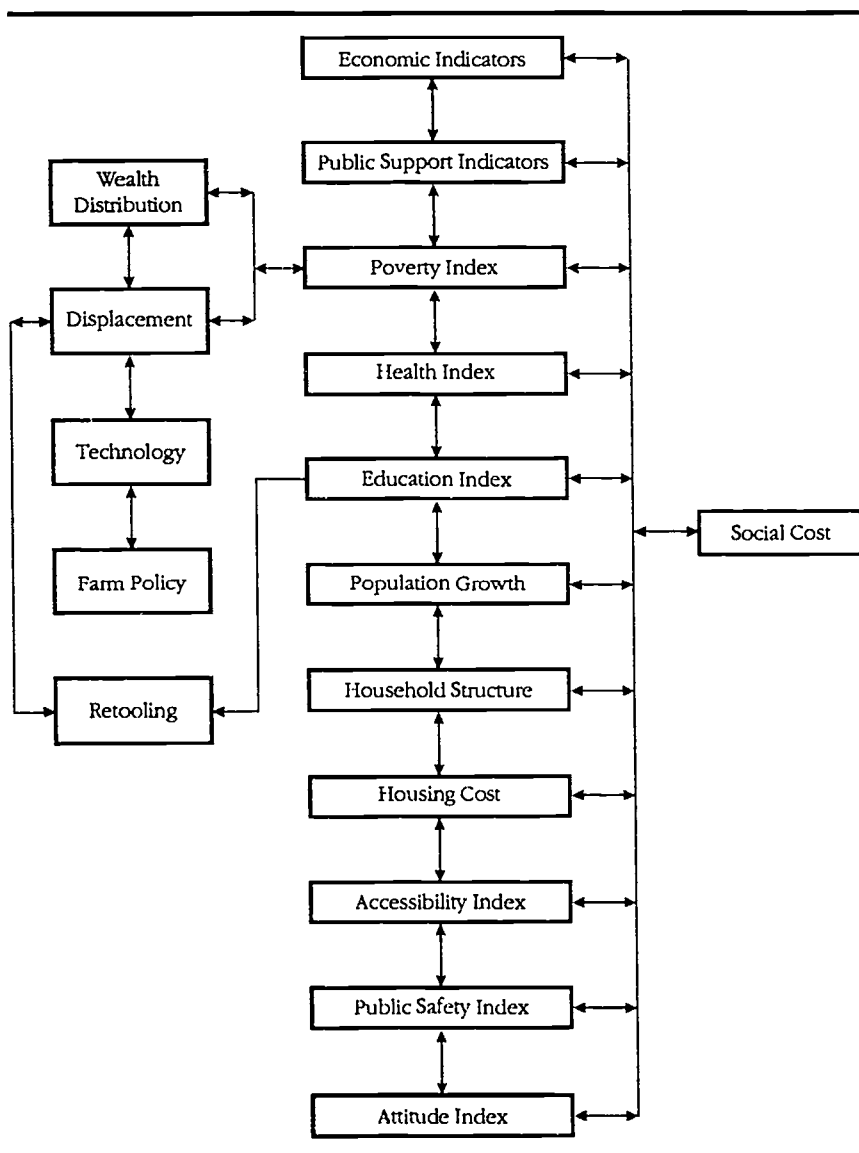 Economic Indicators
Public Support Indicators
Wealth
Distribution
Poverty Index
Displacement
Health Index
Technology
Education Index
Social Cost
Farm Policy
Population Growth
Household Structure
Retooling
Housing Cost
Accessibility Index
Public Safety Index
Attitude Index